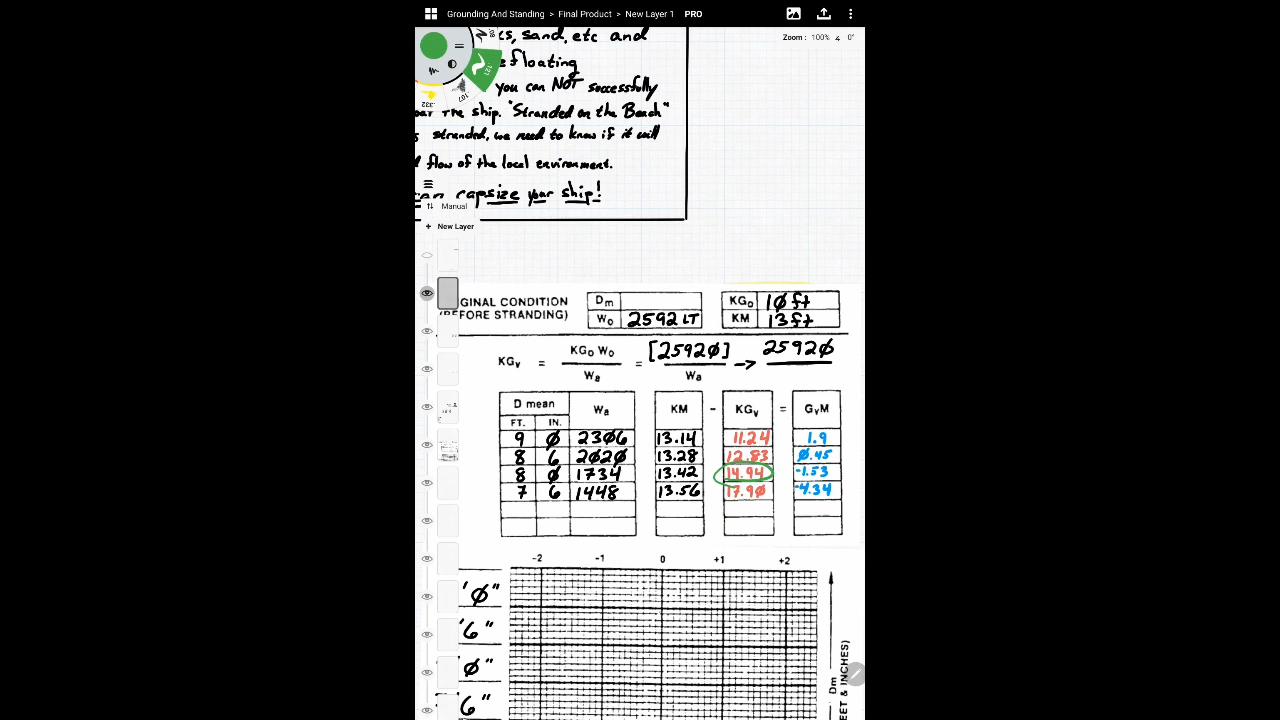 Grounding And Standing > Final Product > New Layer 1 PRO
Zoom : 100% 4 0°
sand, etc and
floating
you can NOT successfully
the ship. "Stranded on the Beach"
stranded, we need to know if it will
flow of the local environment.
capsize your ship!
Manual
+ New Layer
GINAL CONDITION
EFORE STRANDING)
Dm
Wo 2592 LT
KGo 10 ft
KM 13 ft
KGv = KGo Wo / Wa = [25920] / Wa → 25920
D mean Wa KM - KGv = GvM
FT. IN.
9 0 2306 13.14 11.24 1.9
8 6 2020 13.28 12.83 0.45
8 0 1734 13.42 14.94 -1.53
7 6 1448 13.56 17.90 -4.34
-2 -1 0 +1 +2
'0"
'6"
'0"
'6"
Dm
EET & INCHES)